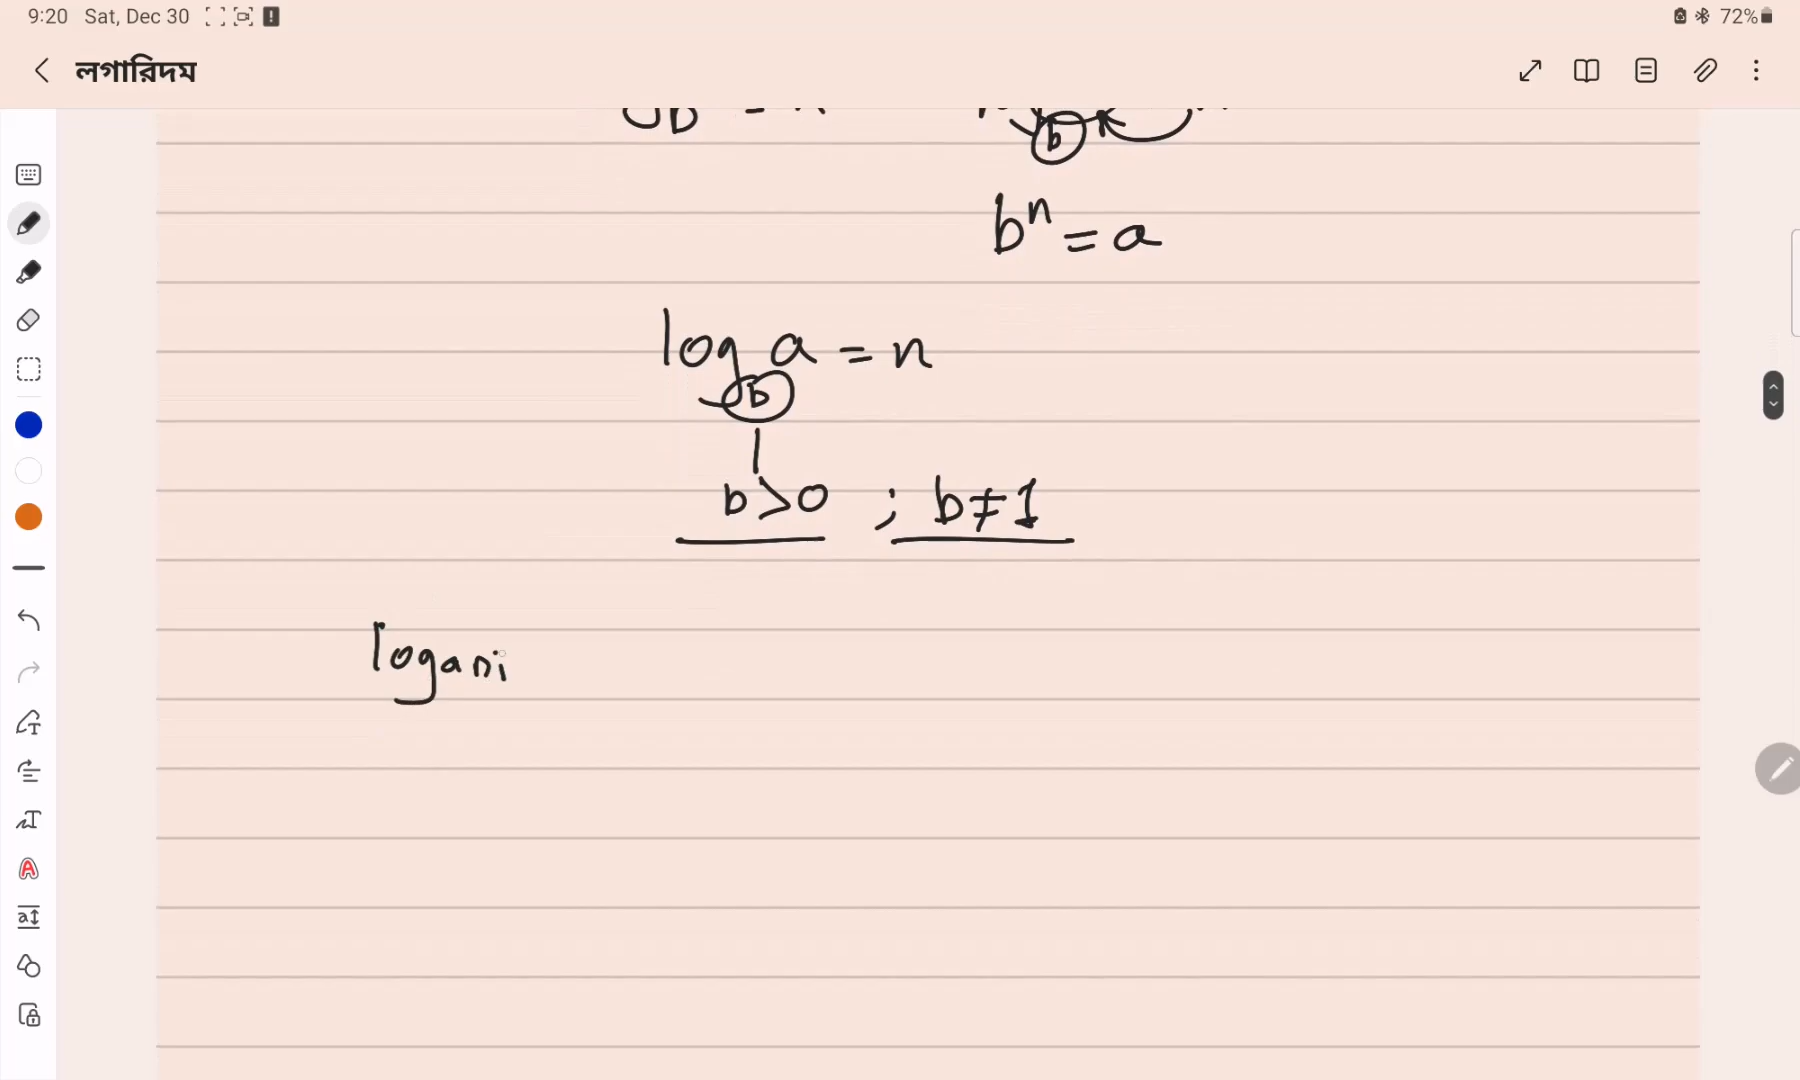 9:20 Sat, Dec 30 72%
লগারিদম
b
bⁿ = a
log_b a = n
b>0 ; b≠1
logani